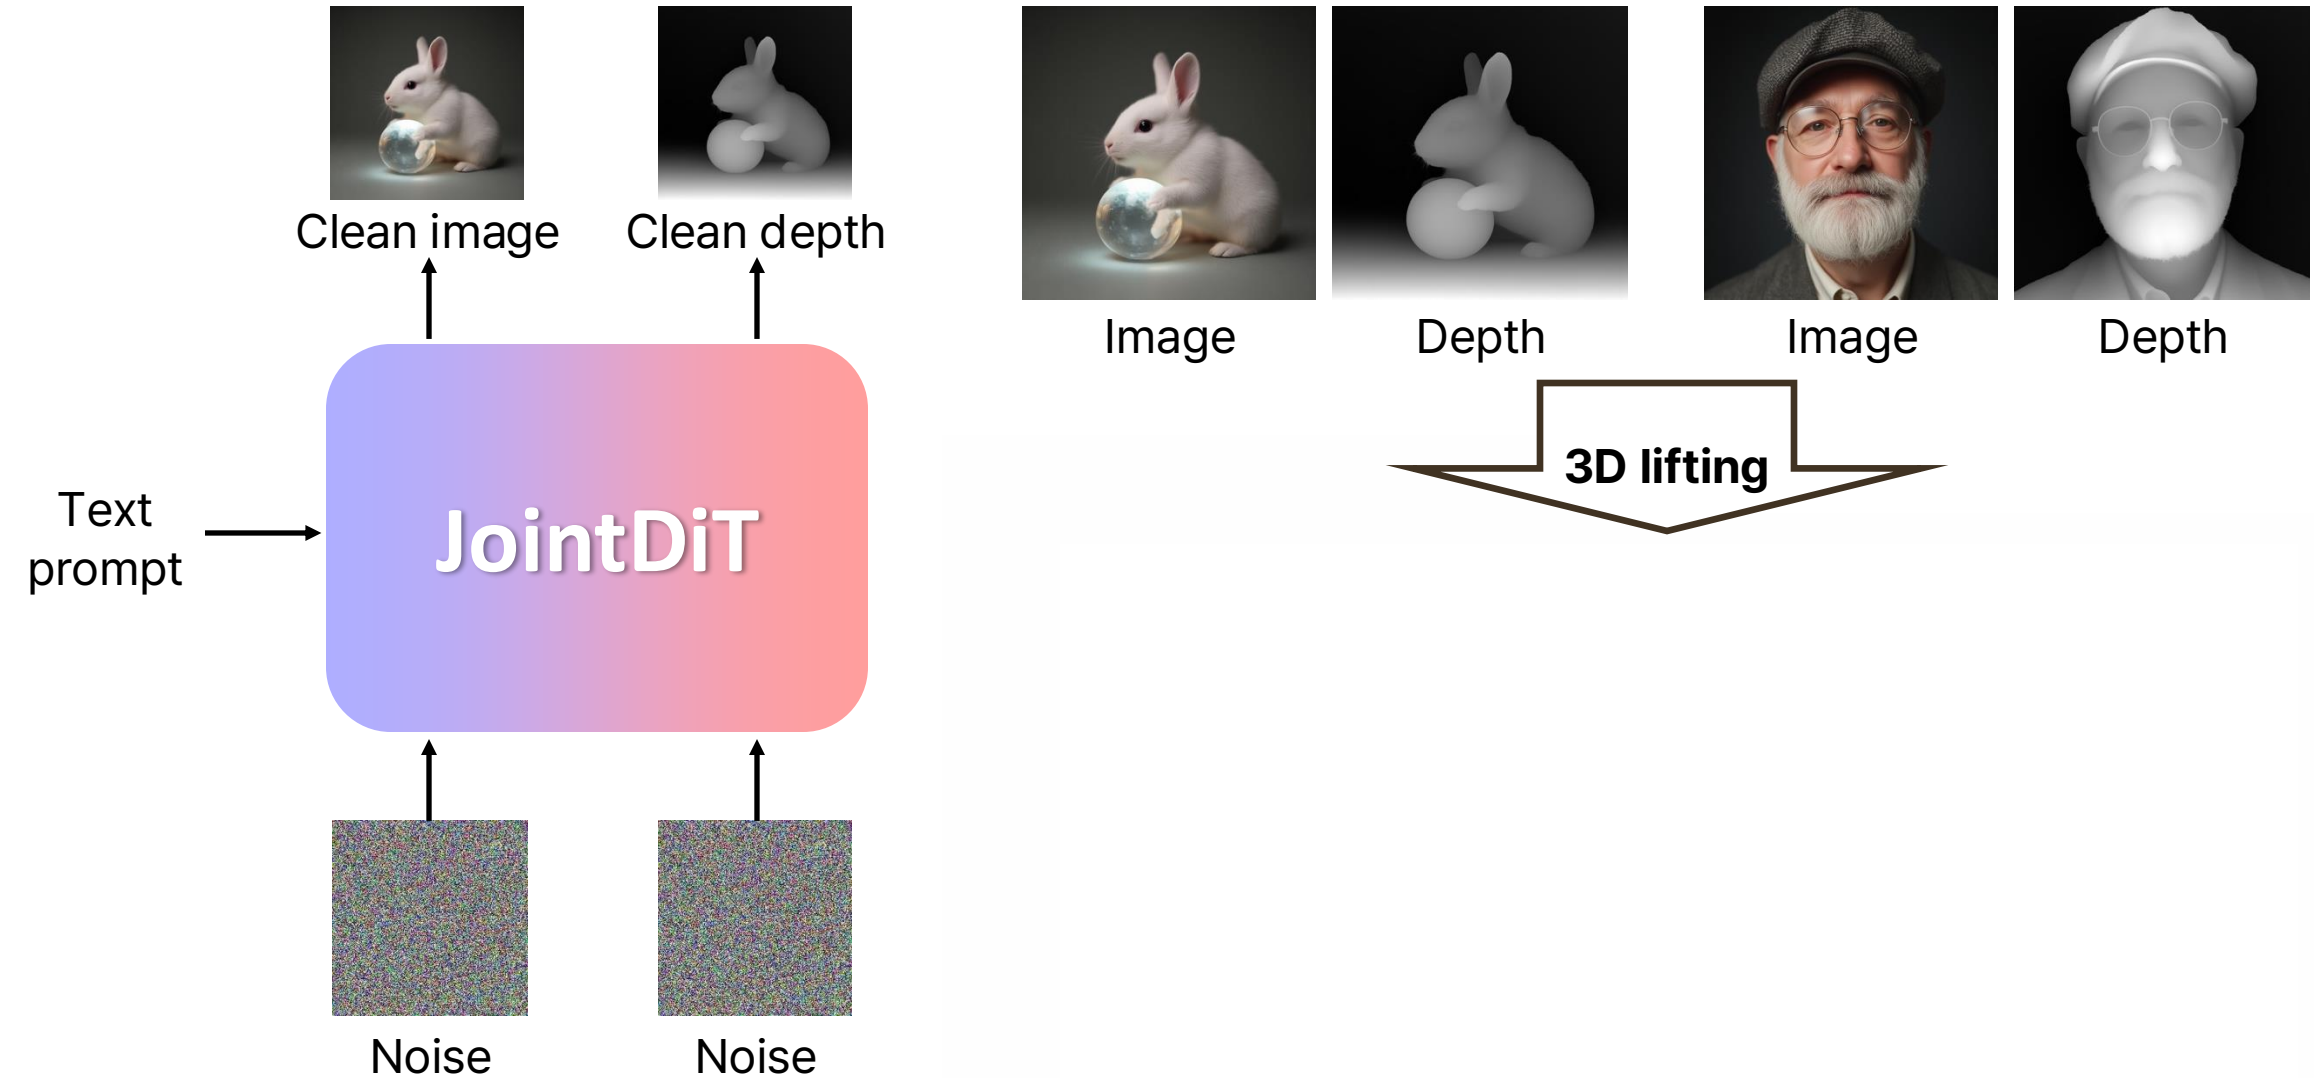 Clean image
Clean depth
Text
prompt
JointDiT
Noise
Noise
Image
Depth
Image
Depth
3D lifting